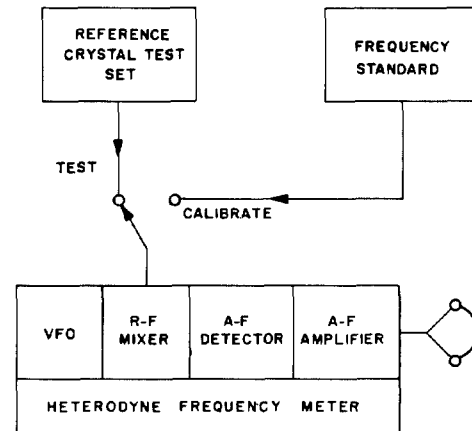 REFERENCE
CRYSTAL TEST
SET
FREQUENCY
STANDARD
TEST
CALIBRATE
VFO
R-F
MIXER
A-F
DETECTOR
A-F
AMPLIFIER
HETERODYNE FREQUENCY METER